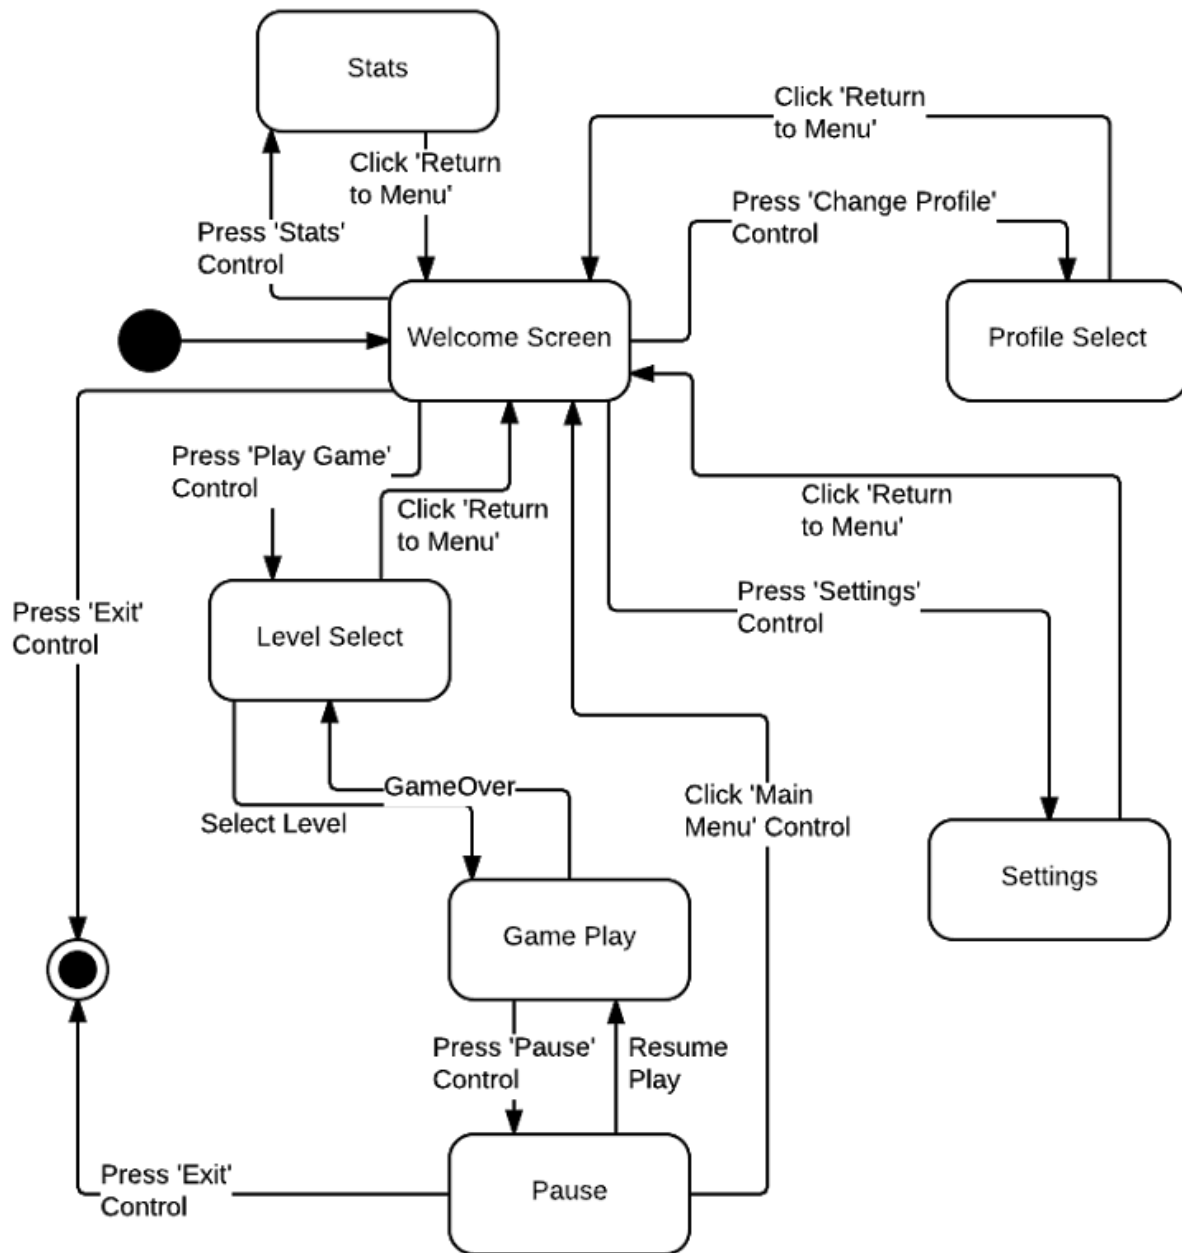 Stats
Click 'Return
to Menu'
Click 'Return
to Menu'
Press 'Change Profile'
Control
Press 'Stats'
Control
Welcome Screen
Profile Select
Press 'Play Game'
Control
Click 'Return
to Menu'
Click 'Return
to Menu'
Press 'Exit'
Control
Level Select
Press 'Settings'
Control
GameOver
Select Level
Click 'Main
Menu' Control
Settings
Game Play
Press 'Pause'
Control
Resume
Play
Press 'Exit'
Control
Pause